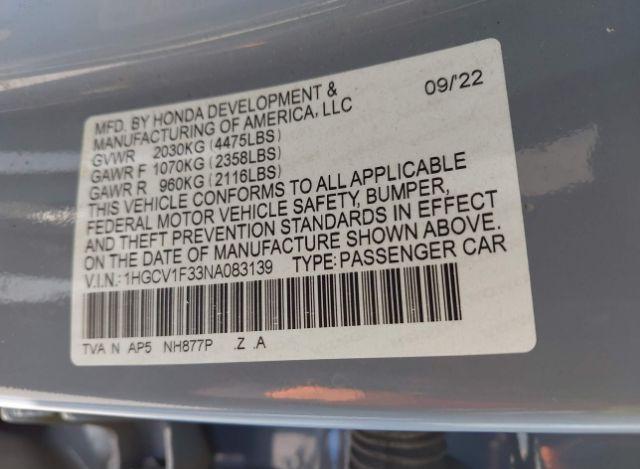 MFD. BY HONDA DEVELOPMENT & 09/'22
MANUFACTURING OF AMERICA, LLC
GVWR 2030KG (4475LBS)
GAWR F 1070KG (2358LBS)
GAWR R 960KG (2116LBS)
THIS VEHICLE CONFORMS TO ALL APPLICABLE
FEDERAL MOTOR VEHICLE SAFETY, BUMPER,
AND THEFT PREVENTION STANDARDS IN EFFECT
ON THE DATE OF MANUFACTURE SHOWN ABOVE.
V.I.N.:1HGCV1F33NA083139 TYPE:PASSENGER CAR
TVA N AP5 NH877P .Z .A